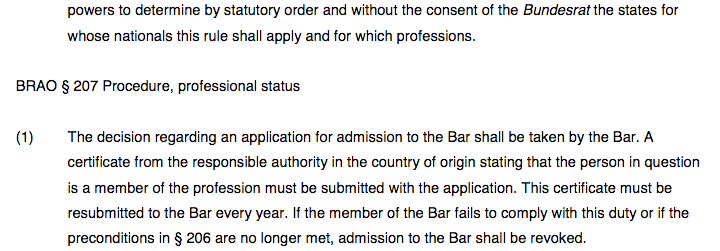 powers to determine by statutory order and without the consent of the Bundesrat the states for
whose nationals this rule shall apply and for which professions.
BRAO § 207 Procedure, professional status
(1) The decision regarding an application for admission to the Bar shall be taken by the Bar. A
certificate from the responsible authority in the country of origin stating that the person in question
is a member of the profession must be submitted with the application. This certificate must be
resubmitted to the Bar every year. If the member of the Bar fails to comply with this duty or if the
preconditions in § 206 are no longer met, admission to the Bar shall be revoked.